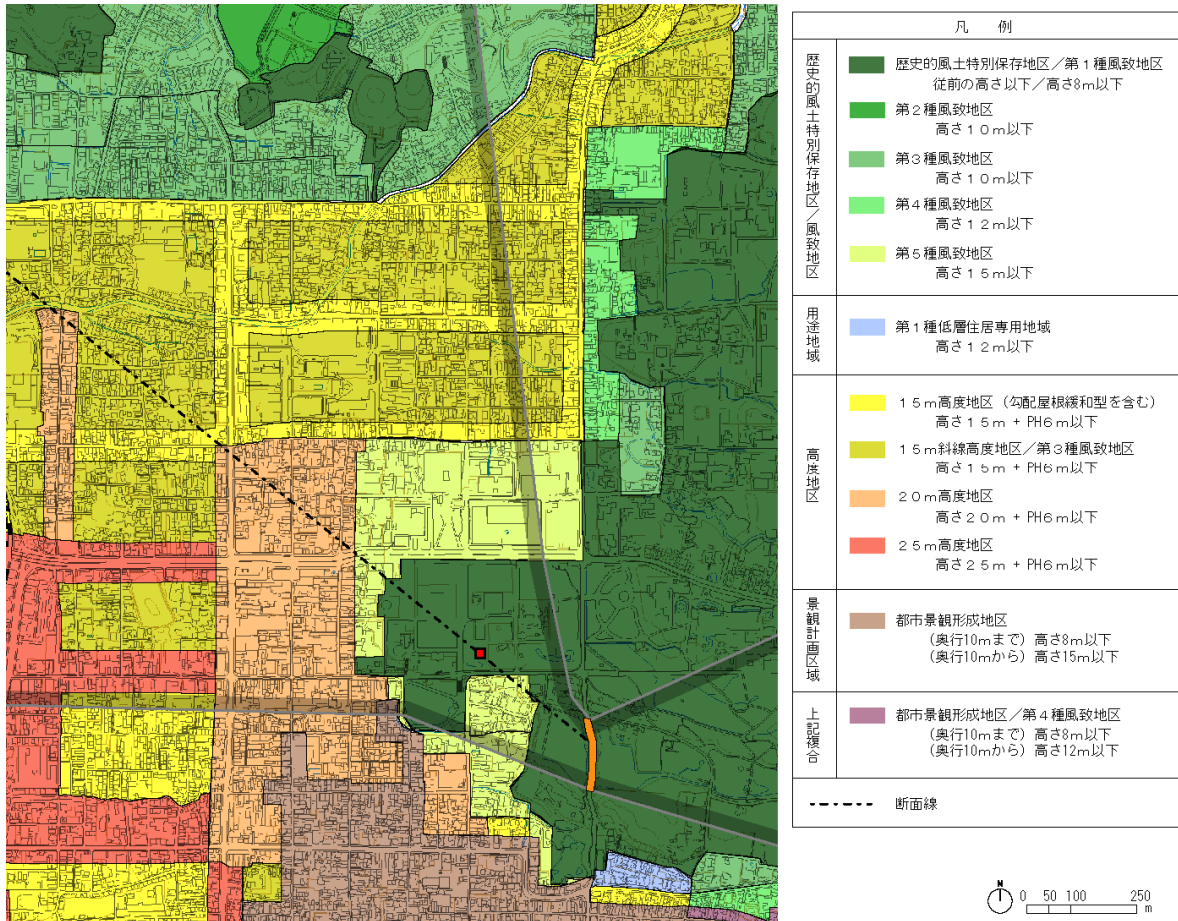 凡　例
歴史的風土特別保存地区／風致地区
歴史的風土特別保存地区／第１種風致地区
従前の高さ以下／高さ8m以下
第２種風致地区
高さ１０ｍ以下
第３種風致地区
高さ１０ｍ以下
第４種風致地区
高さ１２ｍ以下
第５種風致地区
高さ１５ｍ以下
用途地域
第１種低層住居専用地域
高さ１２ｍ以下
高度地区
１５ｍ高度地区（勾配屋根緩和型を含む）
高さ１５ｍ + PH６ｍ以下
１５ｍ斜線高度地区／第３種風致地区
高さ１５ｍ + PH６ｍ以下
２０ｍ高度地区
高さ２０ｍ + PH６ｍ以下
２５ｍ高度地区
高さ２５ｍ + PH６ｍ以下
景観計画区域
都市景観形成地区
（奥行10mまで）高さ8m以下
（奥行10mから）高さ15m以下
上記複合
都市景観形成地区／第４種風致地区
（奥行10mまで）高さ8m以下
（奥行10mから）高さ12m以下
断面線
N
0 50 100 250
m